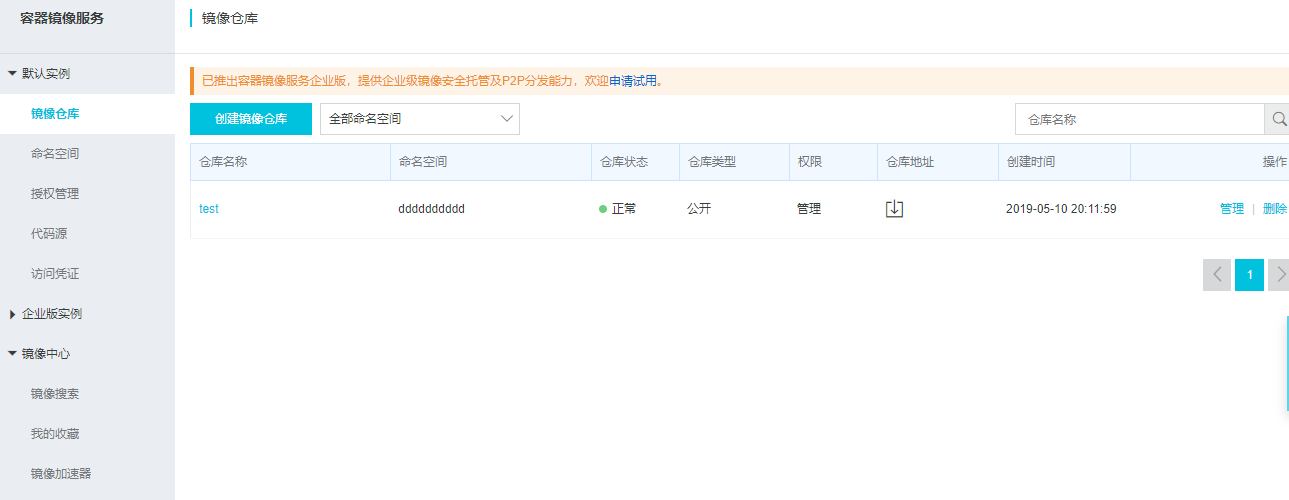 容器镜像服务
默认实例
镜像仓库
命名空间
授权管理
代码源
访问凭证
企业版实例
镜像中心
镜像搜索
我的收藏
镜像加速器
镜像仓库
已推出容器镜像服务企业版，提供企业级镜像安全托管及P2P分发能力，欢迎申请试用。
创建镜像仓库 全部命名空间 仓库名称
仓库名称 命名空间 仓库状态 仓库类型 权限 仓库地址 创建时间 操作
test dddddddddd 正常 公开 管理 2019-05-10 20:11:59 管理 | 删除
1